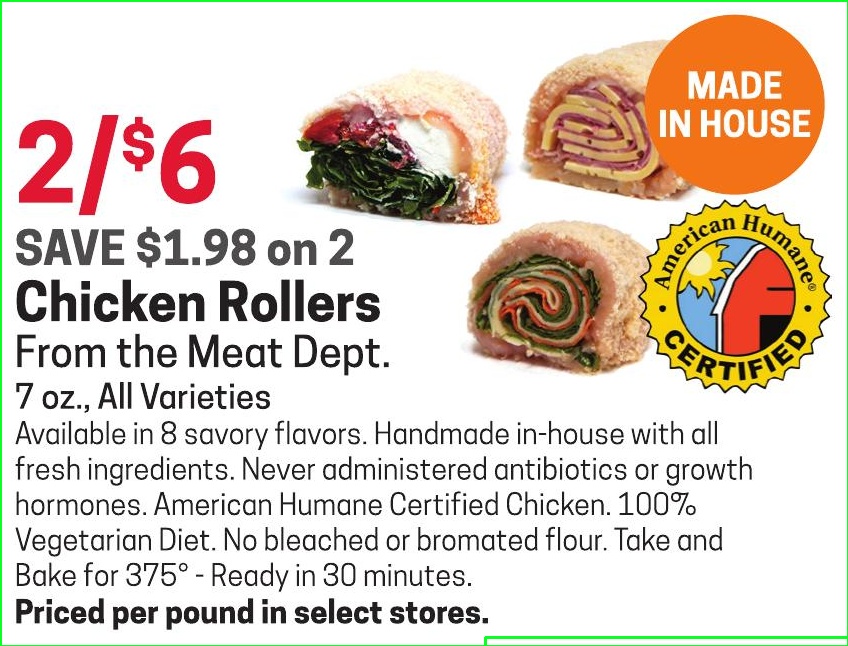 MADE
IN HOUSE
2/$6
SAVE $1.98 on 2
Chicken Rollers
From the Meat Dept.
7 oz., All Varieties
American Humane®
CERTIFIED
Available in 8 savory flavors. Handmade in-house with all
fresh ingredients. Never administered antibiotics or growth
hormones. American Humane Certified Chicken. 100%
Vegetarian Diet. No bleached or bromated flour. Take and
Bake for 375° - Ready in 30 minutes.
Priced per pound in select stores.